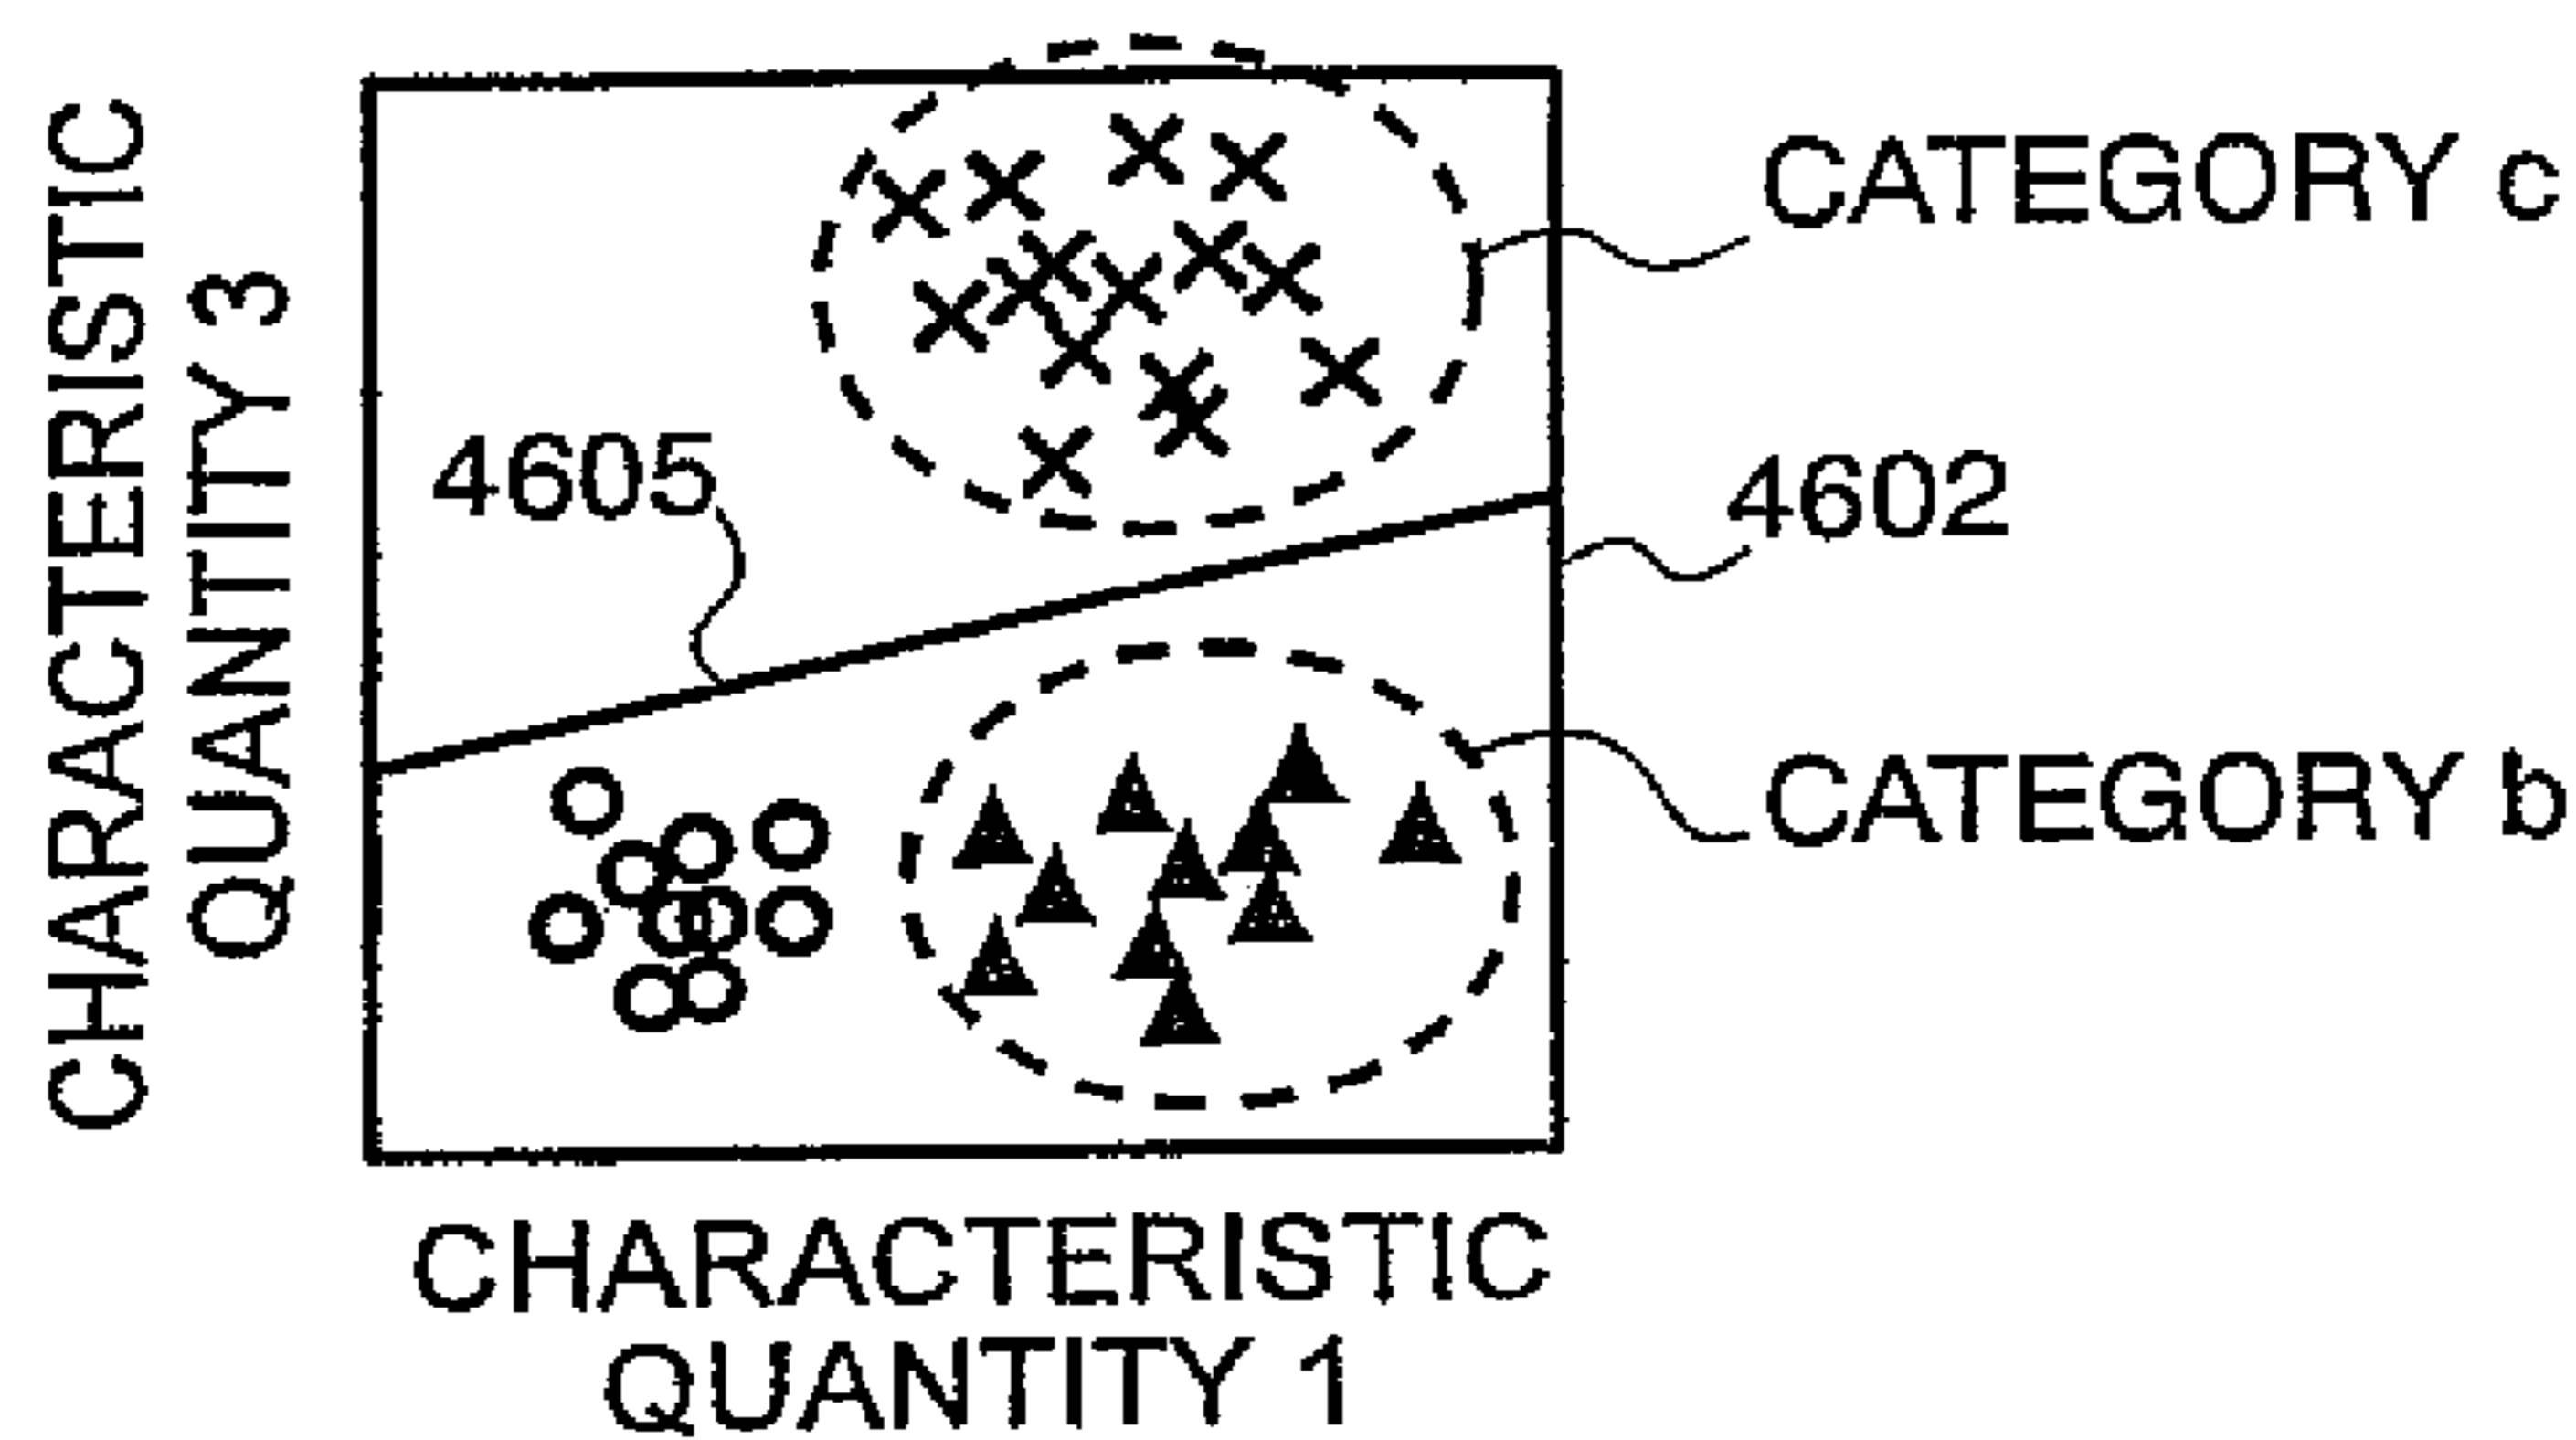 CHARACTERISTIC
QUANTITY 3
CATEGORY c
4605
4602
CATEGORY b
CHARACTERISTIC
QUANTITY 1